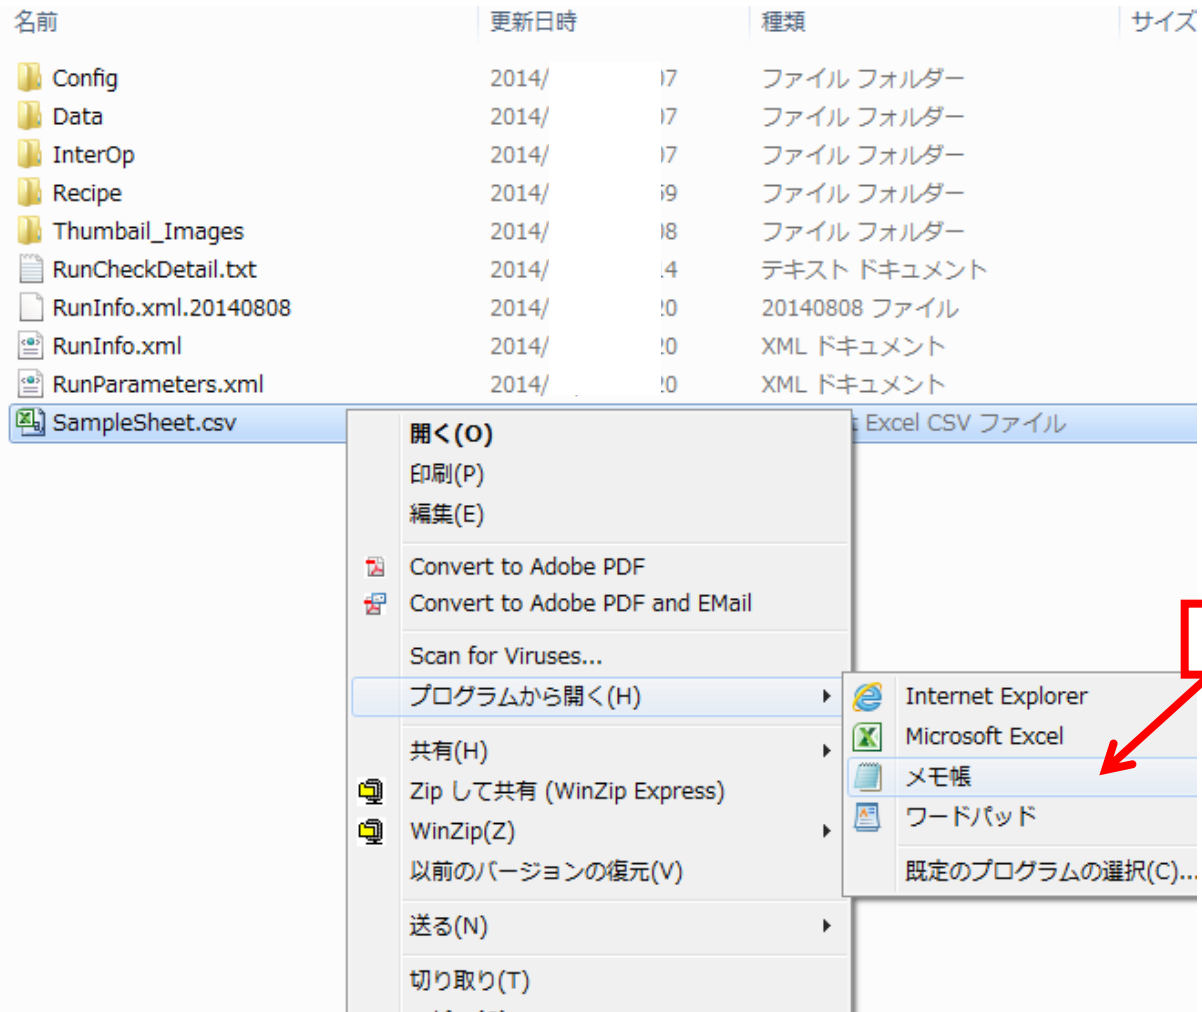 名前 更新日時 種類 サイズ
Config 2014/ 07 ファイル フォルダー
Data 2014/ 07 ファイル フォルダー
InterOp 2014/ 07 ファイル フォルダー
Recipe 2014/ 59 ファイル フォルダー
Thumbail_Images 2014/ 08 ファイル フォルダー
RunCheckDetail.txt 2014/ 4 テキスト ドキュメント
RunInfo.xml.20140808 2014/ 20 20140808 ファイル
RunInfo.xml 2014/ 20 XML ドキュメント
RunParameters.xml 2014/ 20 XML ドキュメント
SampleSheet.csv Excel CSV ファイル
開く(O)
印刷(P)
編集(E)
Convert to Adobe PDF
Convert to Adobe PDF and EMail
Scan for Viruses...
プログラムから開く(H)
Internet Explorer
Microsoft Excel
メモ帳
ワードパッド
既定のプログラムの選択(C)...
共有(H)
Zip して共有 (WinZip Express)
WinZip(Z)
以前のバージョンの復元(V)
送る(N)
切り取り(T)